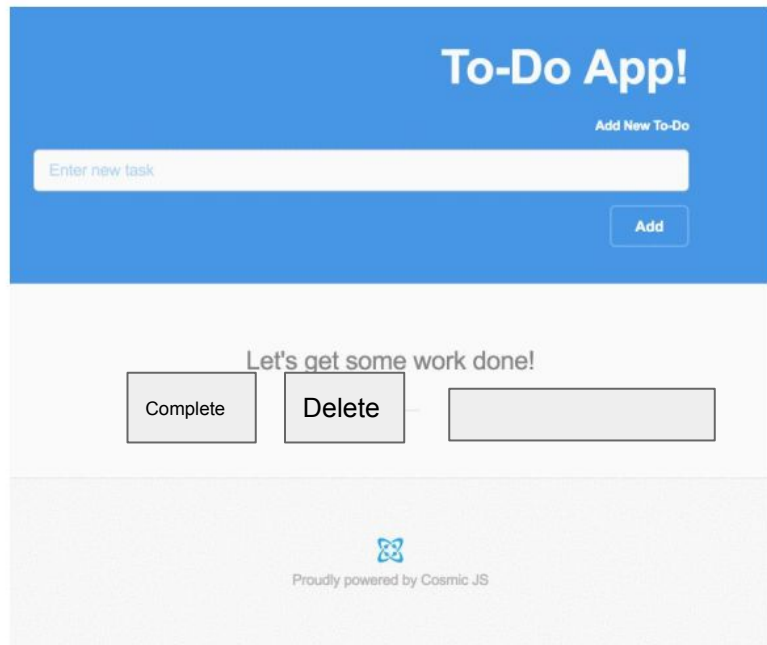 To-Do App!
Add New To-Do
Enter new task
Add
Let's get some work done!
Complete
Delete
Proudly powered by Cosmic JS